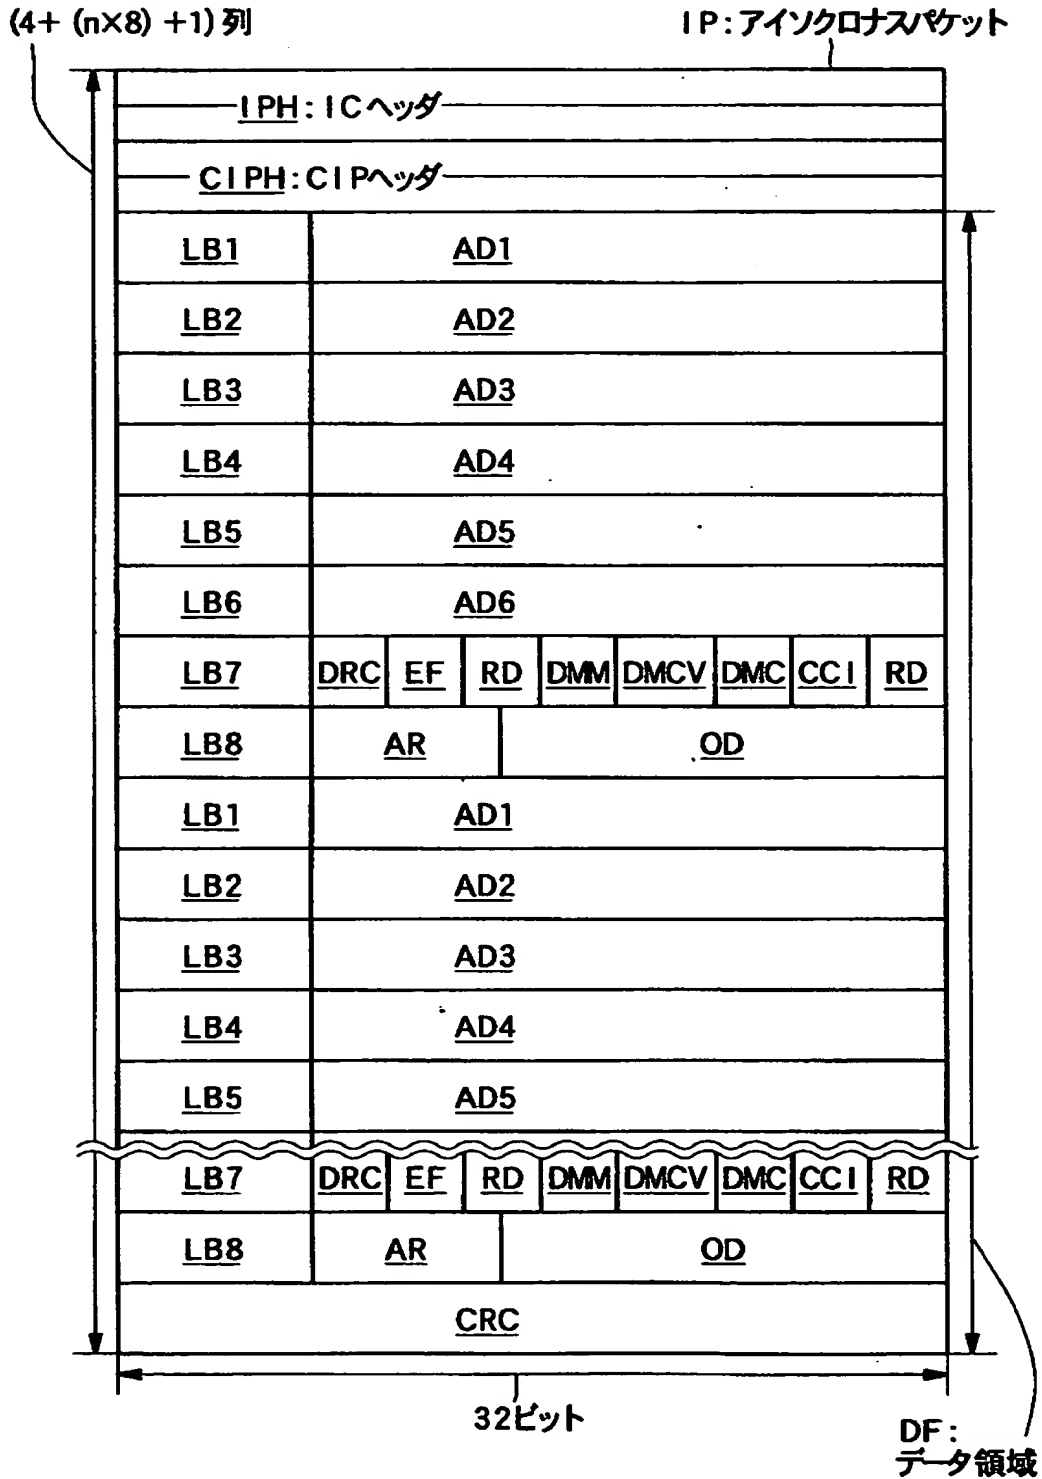 (4+ (n×8) +1) 列
IP:アイソクロナスパケット
IPH:ICヘッダ
CIPH:CIPヘッダ
LB1 AD1
LB2 AD2
LB3 AD3
LB4 AD4
LB5 AD5
LB6 AD6
LB7 DRC EF RD DMM DMCV DMC CCI RD
LB8 AR OD
LB1 AD1
LB2 AD2
LB3 AD3
LB4 AD4
LB5 AD5
LB7 DRC EF RD DMM DMCV DMC CCI RD
LB8 AR OD
CRC
32ビット
DF:
データ領域